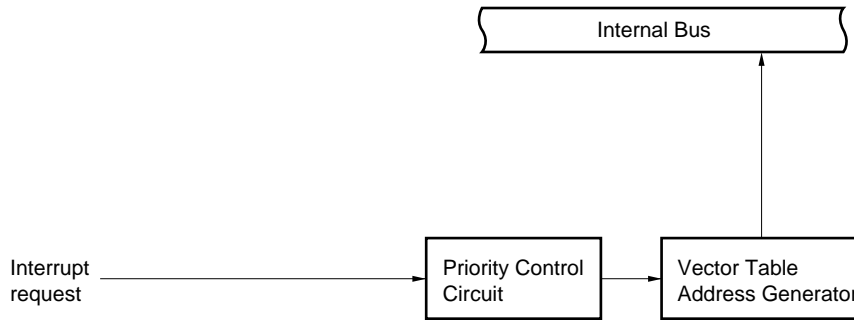 Internal Bus
Interrupt
request
Priority Control
Circuit
Vector Table
Address Generator